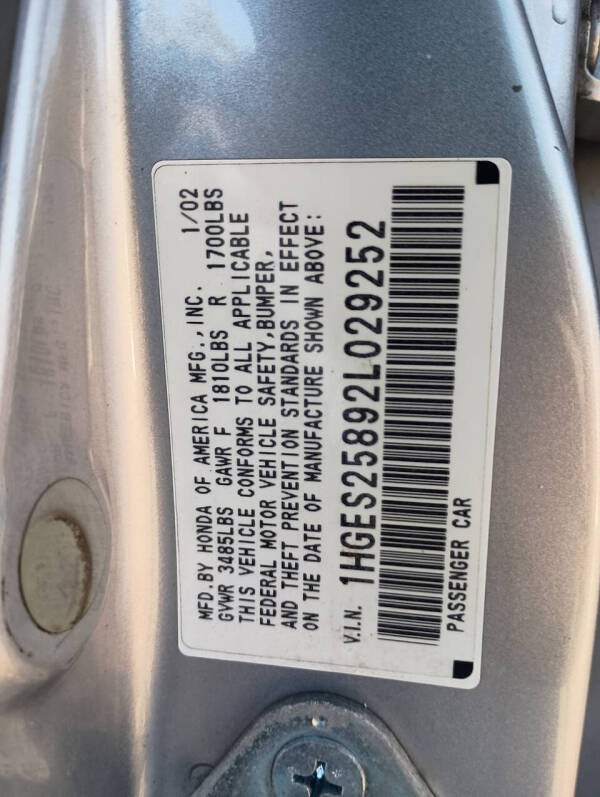 MFD.BY HONDA OF AMERICA MFG.,INC. 1/02
GVWR 3485LBS GAWR F 1810LBS R 1700LBS
THIS VEHICLE CONFORMS TO ALL APPLICABLE
FEDERAL MOTOR VEHICLE SAFETY,BUMPER,
AND THEFT PREVENTION STANDARDS IN EFFECT
ON THE DATE OF MANUFACTURE SHOWN ABOVE:
V.I.N. 1HGES25892L029252
PASSENGER CAR